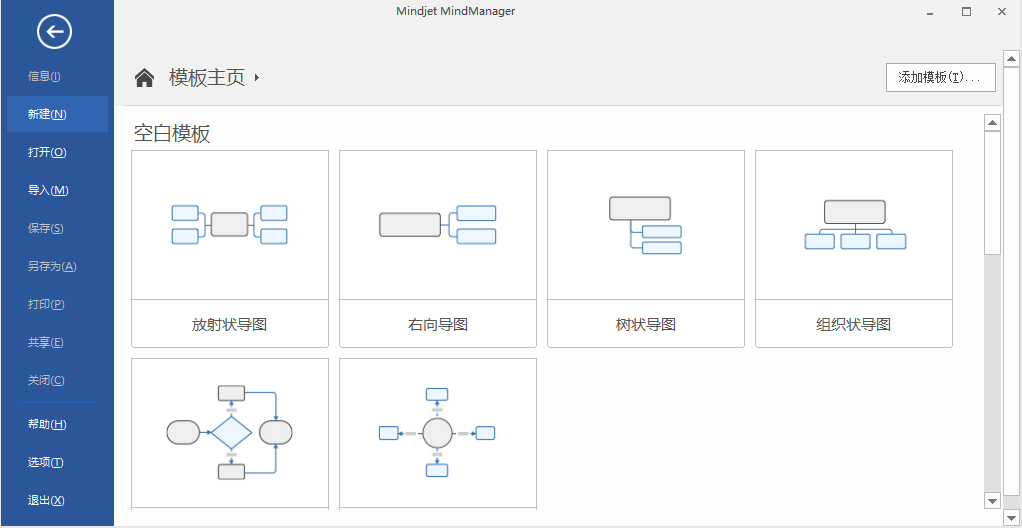 Mindjet MindManager
信息(I)
新建(N)
打开(O)
导入(M)
保存(S)
另存为(A)
打印(P)
共享(E)
关闭(C)
帮助(H)
选项(T)
退出(X)
模板主页
添加模板(T)...
空白模板
放射状导图
右向导图
树状导图
组织状导图